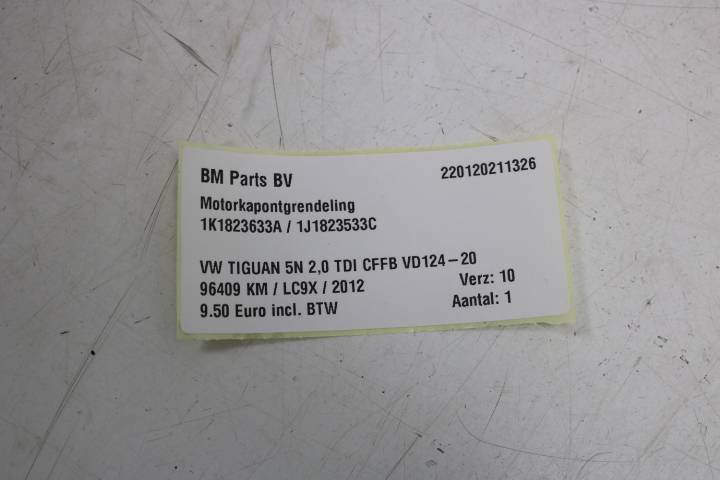 BM Parts BV 220120211326
Motorkapontgrendeling
1K1823633A / 1J1823533C
VW TIGUAN 5N 2,0 TDI CFFB VD124-20
96409 KM / LC9X / 2012 Verz: 10
9.50 Euro incl. BTW Aantal: 1